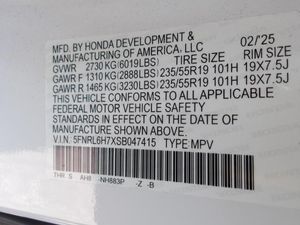 MFD. BY HONDA DEVELOPMENT & 02/'25
MANUFACTURING OF AMERICA, LLC
GVWR 2730 KG (6019LBS) TIRE SIZE RIM SIZE
GAWR F 1310 KG (2888LBS) 235/55R19 101H 19X7.5J
GAWR R 1465 KG (3230LBS) 235/55R19 101H 19X7.5J
THIS VEHICLE CONFORMS TO ALL APPLICABLE
FEDERAL MOTOR VEHICLE SAFETY
STANDARDS IN EFFECT ON THE DATE OF
MANUFACTURE SHOWN ABOVE.
V.I.N. 5FNRL6H7XSB047415 TYPE: MPV
THR S AH8 -NH883P -Z -B